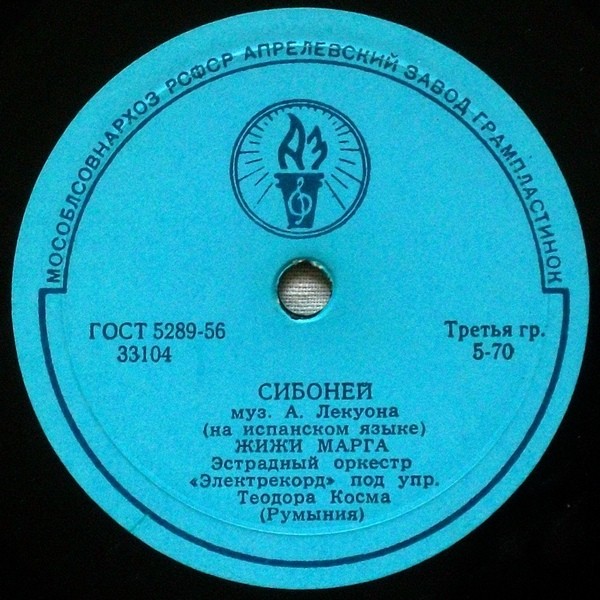 МОСОБЛСОВНАРХОЗ РСФСР АПРЕЛЕВСКИЙ ЗАВОД ГРАМПЛАСТИНОК
АЗ
ГОСТ 5289-56
33104
Третья гр.
5-70
СИБОНЕЙ
муз. А. Лекуона
(на испанском языке)
ЖИЖИ МАРГА
Эстрадный оркестр
«Электрекорд» под упр.
Теодора Косма
(Румыния)